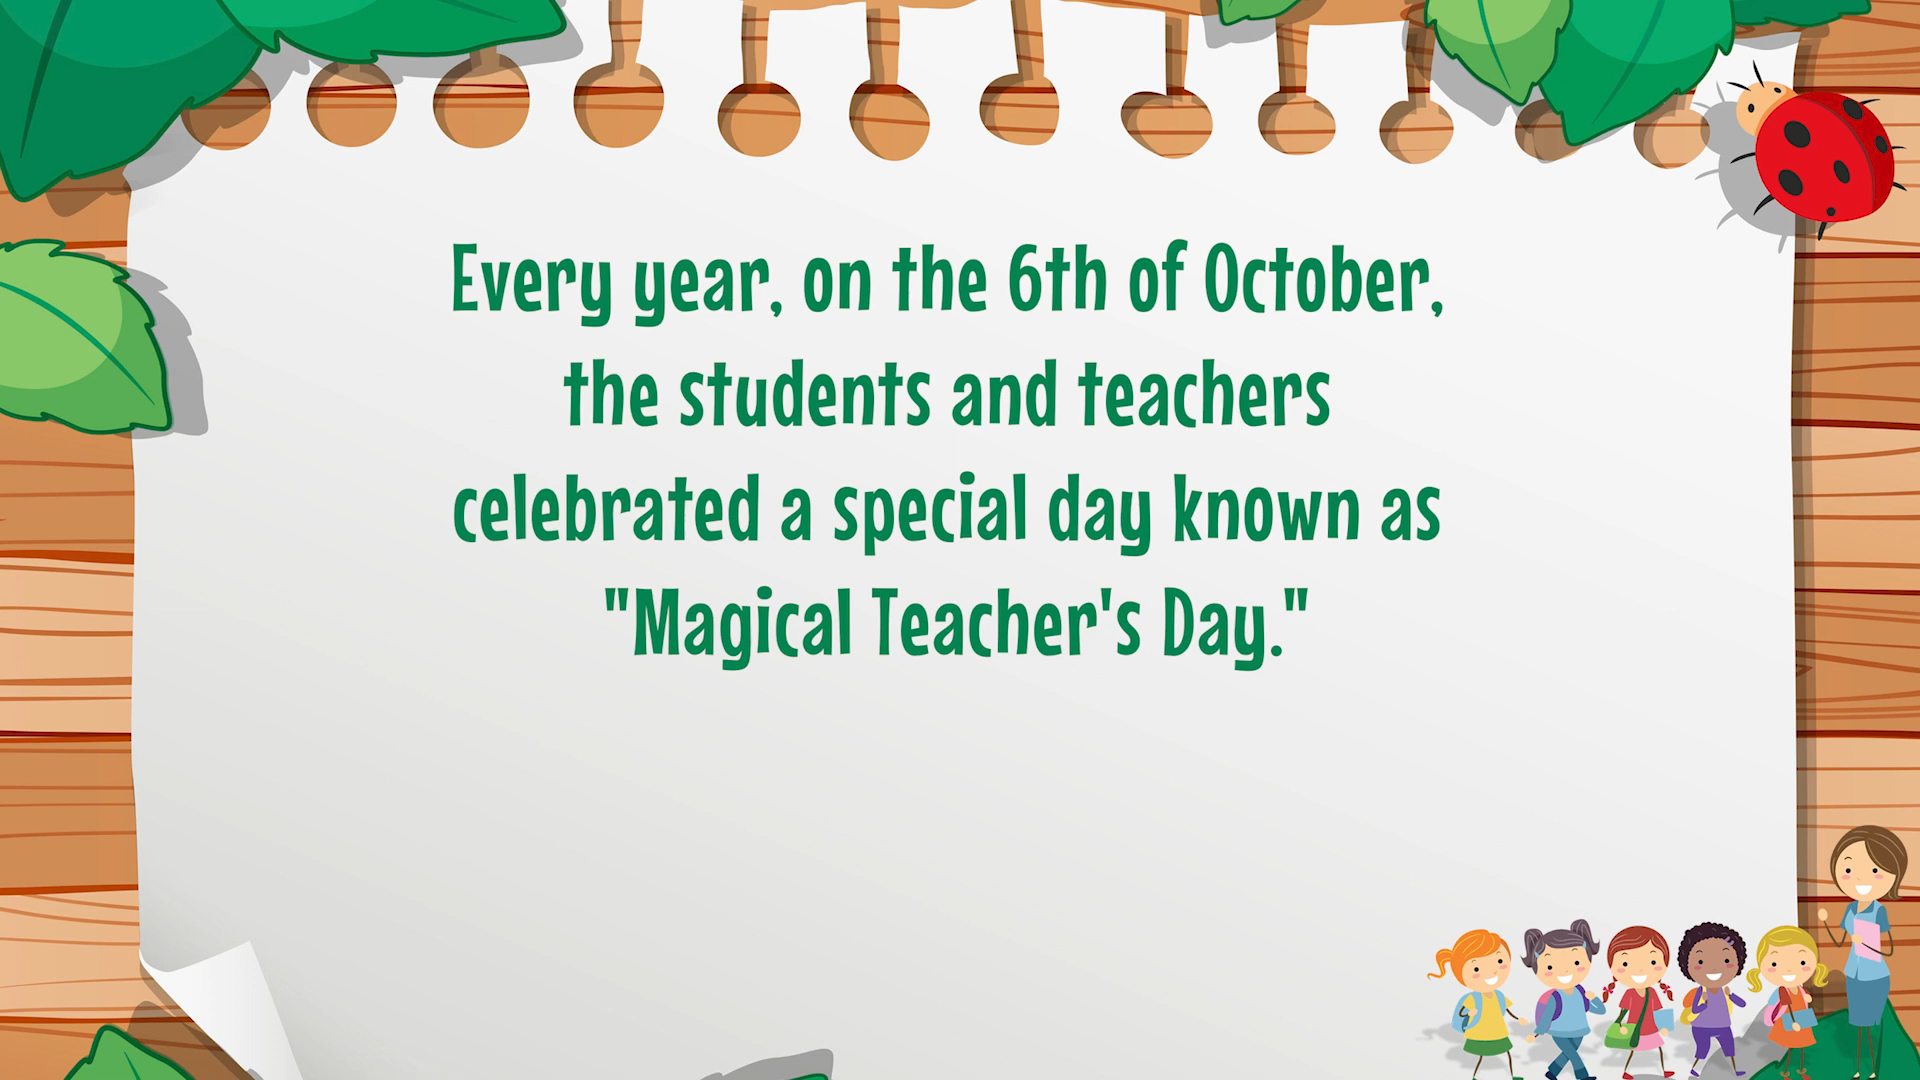 Every year, on the 6th of October,
the students and teachers
celebrated a special day known as
"Magical Teacher's Day."